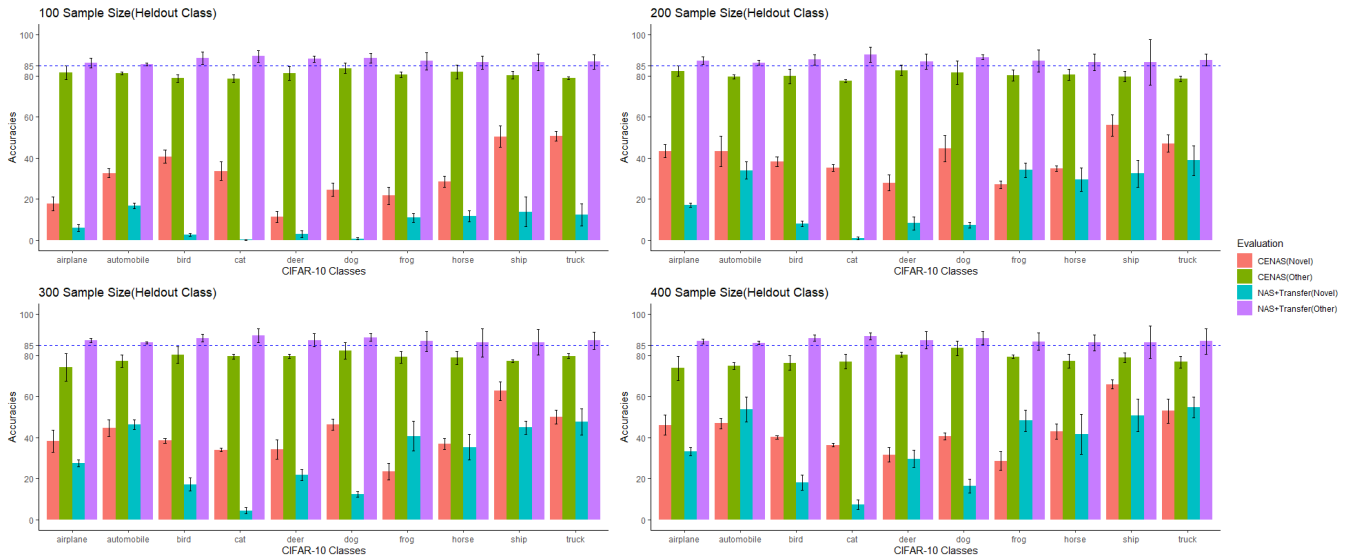 100 Sample Size(Heldout Class)
100
85
80
60
40
20
0
Accuracies
airplane automobile bird cat deer dog frog horse ship truck
CIFAR-10 Classes
200 Sample Size(Heldout Class)
100
85
80
60
40
20
0
Accuracies
airplane automobile bird cat deer dog frog horse ship truck
CIFAR-10 Classes
300 Sample Size(Heldout Class)
100
85
80
60
40
20
0
Accuracies
airplane automobile bird cat deer dog frog horse ship truck
CIFAR-10 Classes
400 Sample Size(Heldout Class)
100
85
80
60
40
20
0
Accuracies
airplane automobile bird cat deer dog frog horse ship truck
CIFAR-10 Classes
Evaluation
CENAS(Novel)
CENAS(Other)
NAS+Transfer(Novel)
NAS+Transfer(Other)